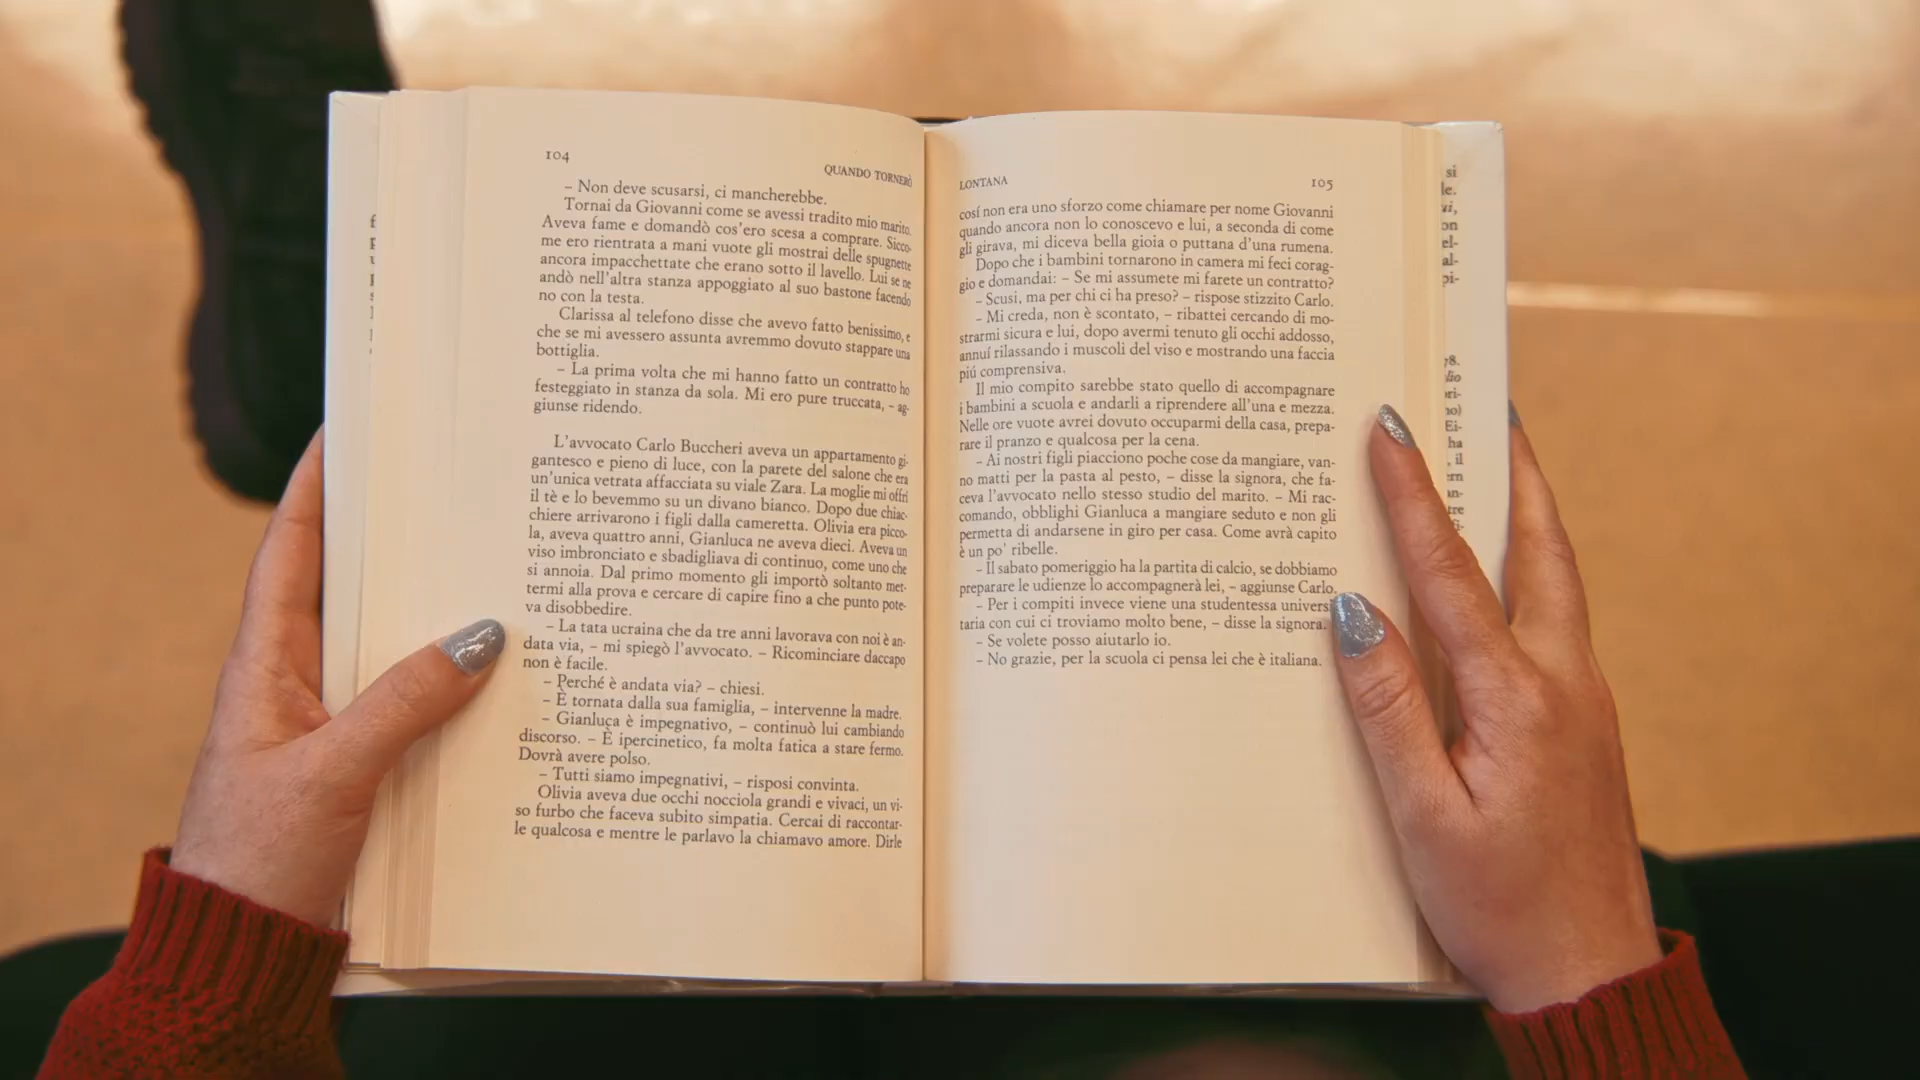 104
QUANDO TORNERÒ
– Non deve scusarsi, ci mancherebbe.
Tornai da Giovanni come se avessi tradito mio marito.
Aveva fame e domandò cos'ero scesa a comprare. Sicco-
me ero rientrata a mani vuote gli mostrai delle spugnette
ancora impacchettate che erano sotto il lavello. Lui se ne
andò nell'altra stanza appoggiato al suo bastone facendo
no con la testa.
Clarissa al telefono disse che avevo fatto benissimo, e
che se mi avessero assunta avremmo dovuto stappare una
bottiglia.
– La prima volta che mi hanno fatto un contratto ho
festeggiato in stanza da sola. Mi ero pure truccata, – ag-
giunse ridendo.
L'avvocato Carlo Buccheri aveva un appartamento gi-
gantesco e pieno di luce, con la parete del salone che era
un'unica vetrata affacciata su viale Zara. La moglie mi offrì
il tè e lo bevemmo su un divano bianco. Dopo due chiac-
chiere arrivarono i figli dalla cameretta. Olivia era picco-
la, aveva quattro anni, Gianluca ne aveva dieci. Aveva un
viso imbronciato e sbadigliava di continuo, come uno che
si annoia. Dal primo momento gli importò soltanto met-
termi alla prova e cercare di capire fino a che punto pote-
va disobbedire.
– La tata ucraina che da tre anni lavorava con noi è an-
data via, – mi spiegò l'avvocato. – Ricominciare daccapo
non è facile.
– Perché è andata via? – chiesi.
– È tornata dalla sua famiglia, – intervenne la madre.
– Gianluca è impegnativo, – continuò lui cambiando
discorso. – È ipercinetico, fa molta fatica a stare fermo.
Dovrà avere polso.
– Tutti siamo impegnativi, – risposi convinta.
Olivia aveva due occhi nocciola grandi e vivaci, un vi-
so furbo che faceva subito simpatia. Cercai di raccontar-
le qualcosa e mentre le parlavo la chiamavo amore. Dirle
LONTANA
105
cosí non era uno sforzo come chiamare per nome Giovanni
quando ancora non lo conoscevo e lui, a seconda di come
gli girava, mi diceva bella gioia o puttana d'una rumena.
Dopo che i bambini tornarono in camera mi feci corag-
gio e domandai: – Se mi assumete mi farete un contratto?
– Scusi, ma per chi ci ha preso? – rispose stizzito Carlo.
– Mi creda, non è scontato, – ribattei cercando di mo-
strarmi sicura e lui, dopo avermi tenuto gli occhi addosso,
annuí rilassando i muscoli del viso e mostrando una faccia
piú comprensiva.
Il mio compito sarebbe stato quello di accompagnare
i bambini a scuola e andarli a riprendere all'una e mezza.
Nelle ore vuote avrei dovuto occuparmi della casa, prepa-
rare il pranzo e qualcosa per la cena.
– Ai nostri figli piacciono poche cose da mangiare, van-
no matti per la pasta al pesto, – disse la signora, che fa-
ceva l'avvocato nello stesso studio del marito. – Mi rac-
comando, obblighi Gianluca a mangiare seduto e non gli
permetta di andarsene in giro per casa. Come avrà capito
è un po' ribelle.
– Il sabato pomeriggio ha la partita di calcio, se dobbiamo
preparare le udienze lo accompagnerà lei, – aggiunse Carlo.
– Per i compiti invece viene una studentessa universi
taria con cui ci troviamo molto bene, – disse la signora.
– Se volete posso aiutarlo io.
– No grazie, per la scuola ci pensa lei che è italiana.